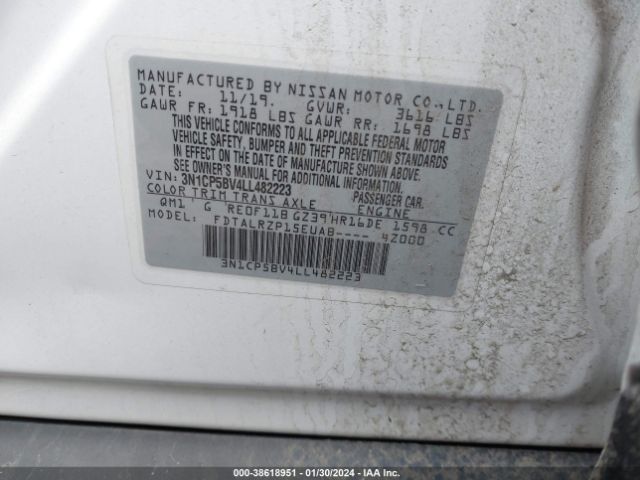 MANUFACTURED BY NISSAN MOTOR CO.,LTD.
DATE: 11/19. GVWR: 3616 LBS
GAWR FR: 1918 LBS GAWR RR: 1698 LBS
THIS VEHICLE CONFORMS TO ALL APPLICABLE FEDERAL MOTOR
VEHICLE SAFETY, BUMPER AND THEFT PREVENTION STANDARDS
IN EFFECT ON THE DATE OF MANUFACTURE SHOWN ABOVE.
SEE OWNER'S MANUAL FOR ADDITIONAL INFORMATION
VIN: 3N1CP5BV4LL482223 PASSENGER CAR.
COLOR TRIM TRANS AXLE ENGINE
QM1 G RE0F11B GZ39 HR16DE 1598 CC
MODEL: FDTALRZP15EUAB---- 4Z000
3N1CP5BV4LL482223
000-38618951 | 01/30/2024 | IAA Inc.